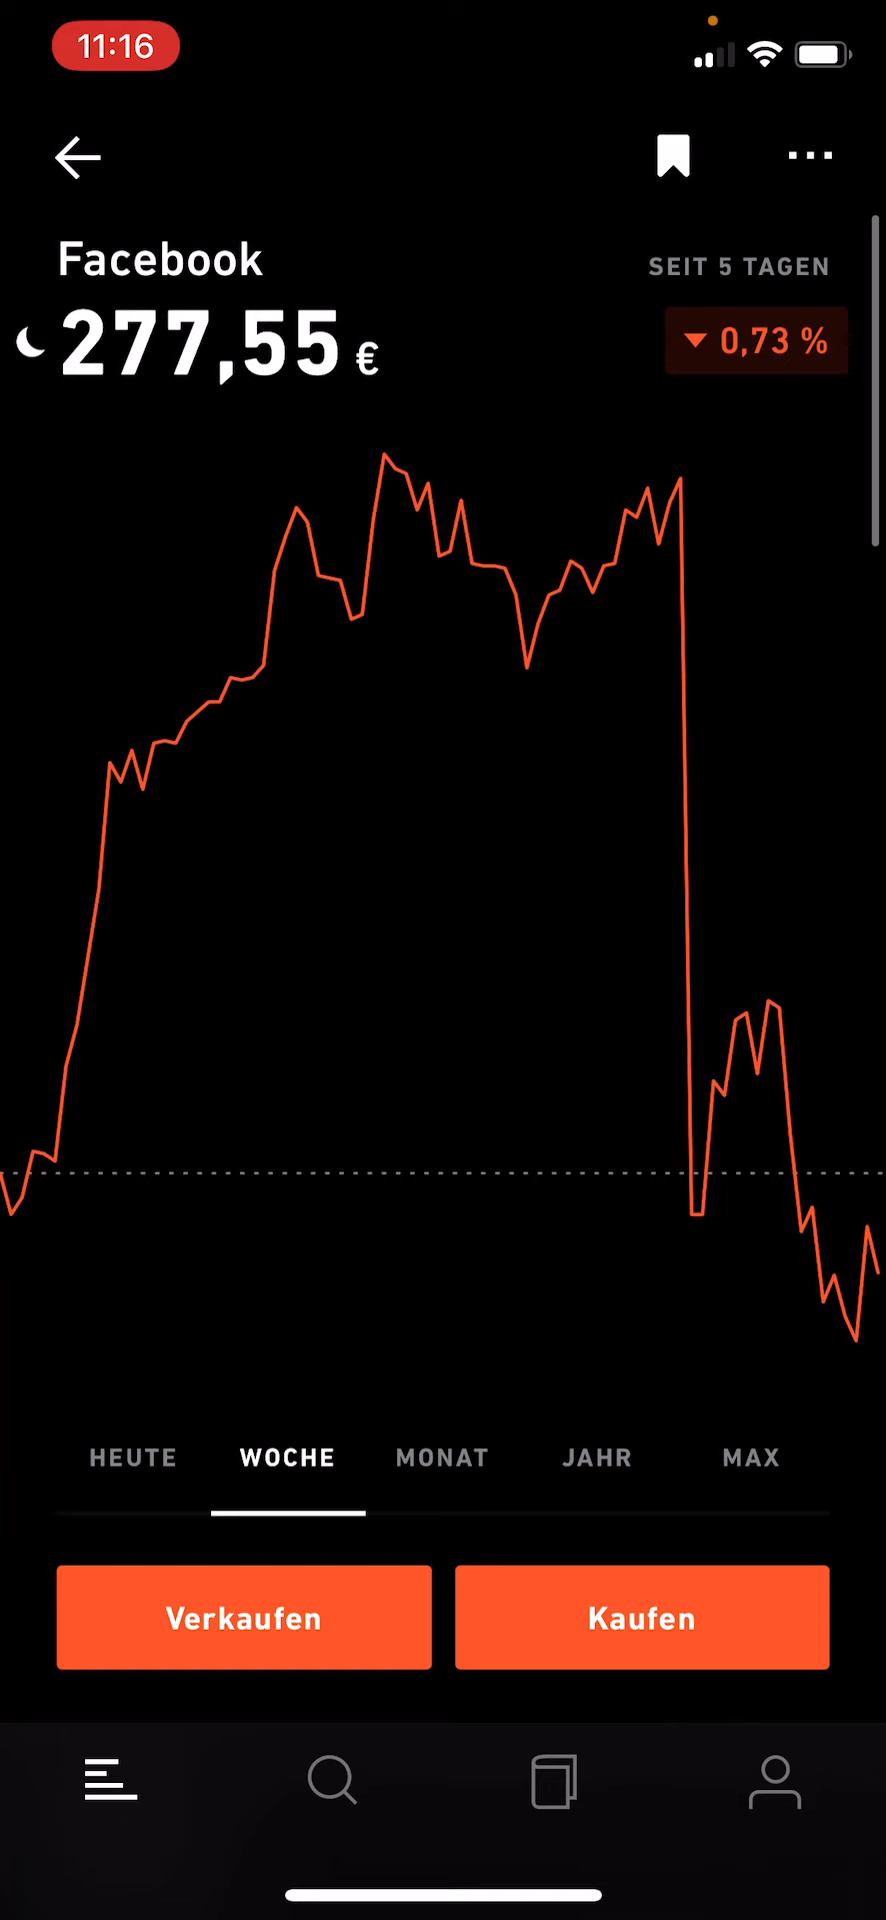 11:16
Facebook
SEIT 5 TAGEN
277,55 €
0,73 %
HEUTE WOCHE MONAT JAHR MAX
Verkaufen Kaufen